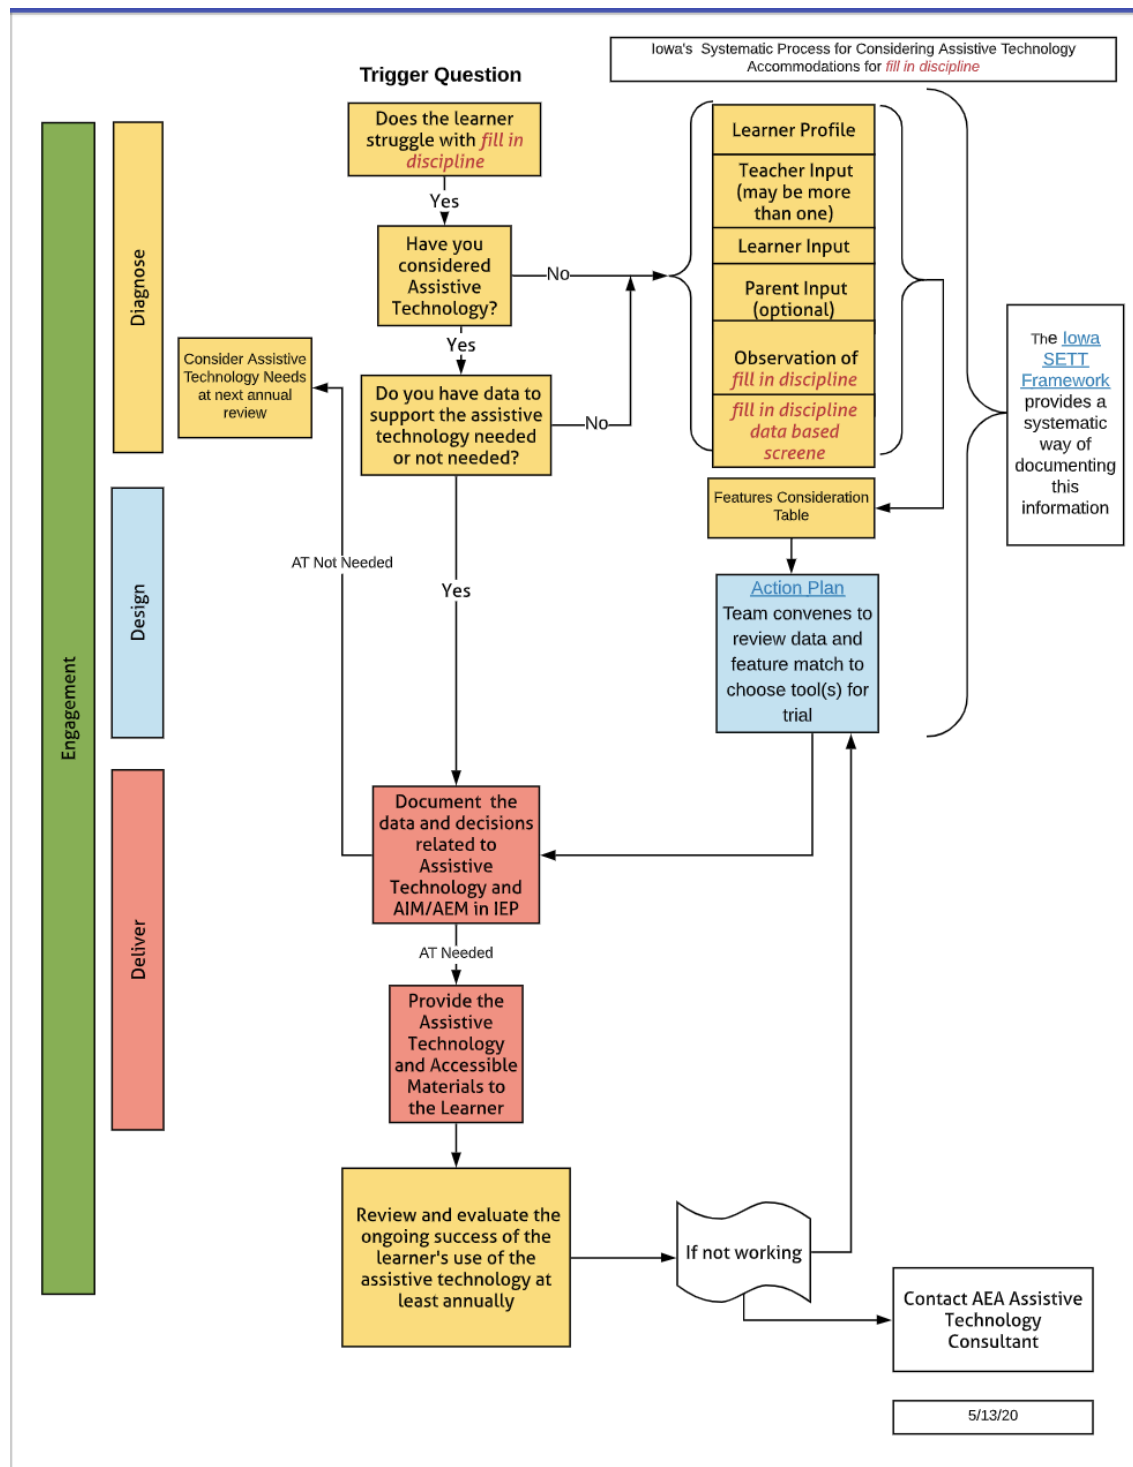 Iowa's Systematic Process for Considering Assistive Technology
Accommodations for fill in discipline
Trigger Question
Does the learner
struggle with fill in
discipline
Yes
Have you
considered
Assistive
Technology?
No
Yes
Do you have data to
support the assistive
technology needed
or not needed?
No
Yes
Consider Assistive
Technology Needs
at next annual
review
AT Not Needed
Learner Profile
Teacher Input
(may be more
than one)
Learner Input
Parent Input
(optional)
Observation of
fill in discipline
fill in discipline
data based
screene
Features Consideration
Table
Action Plan
Team convenes to
review data and
feature match to
choose tool(s) for
trial
The Iowa
SETT
Framework
provides a
systematic
way of
documenting
this
information
Engagement
Diagnose
Design
Deliver
Document the
data and decisions
related to
Assistive
Technology and
AIM/AEM in IEP
AT Needed
Provide the
Assistive
Technology
and Accessible
Materials to
the Learner
Review and evaluate the
ongoing success of the
learner's use of the
assistive technology at
least annually
If not working
Contact AEA Assistive
Technology
Consultant
5/13/20